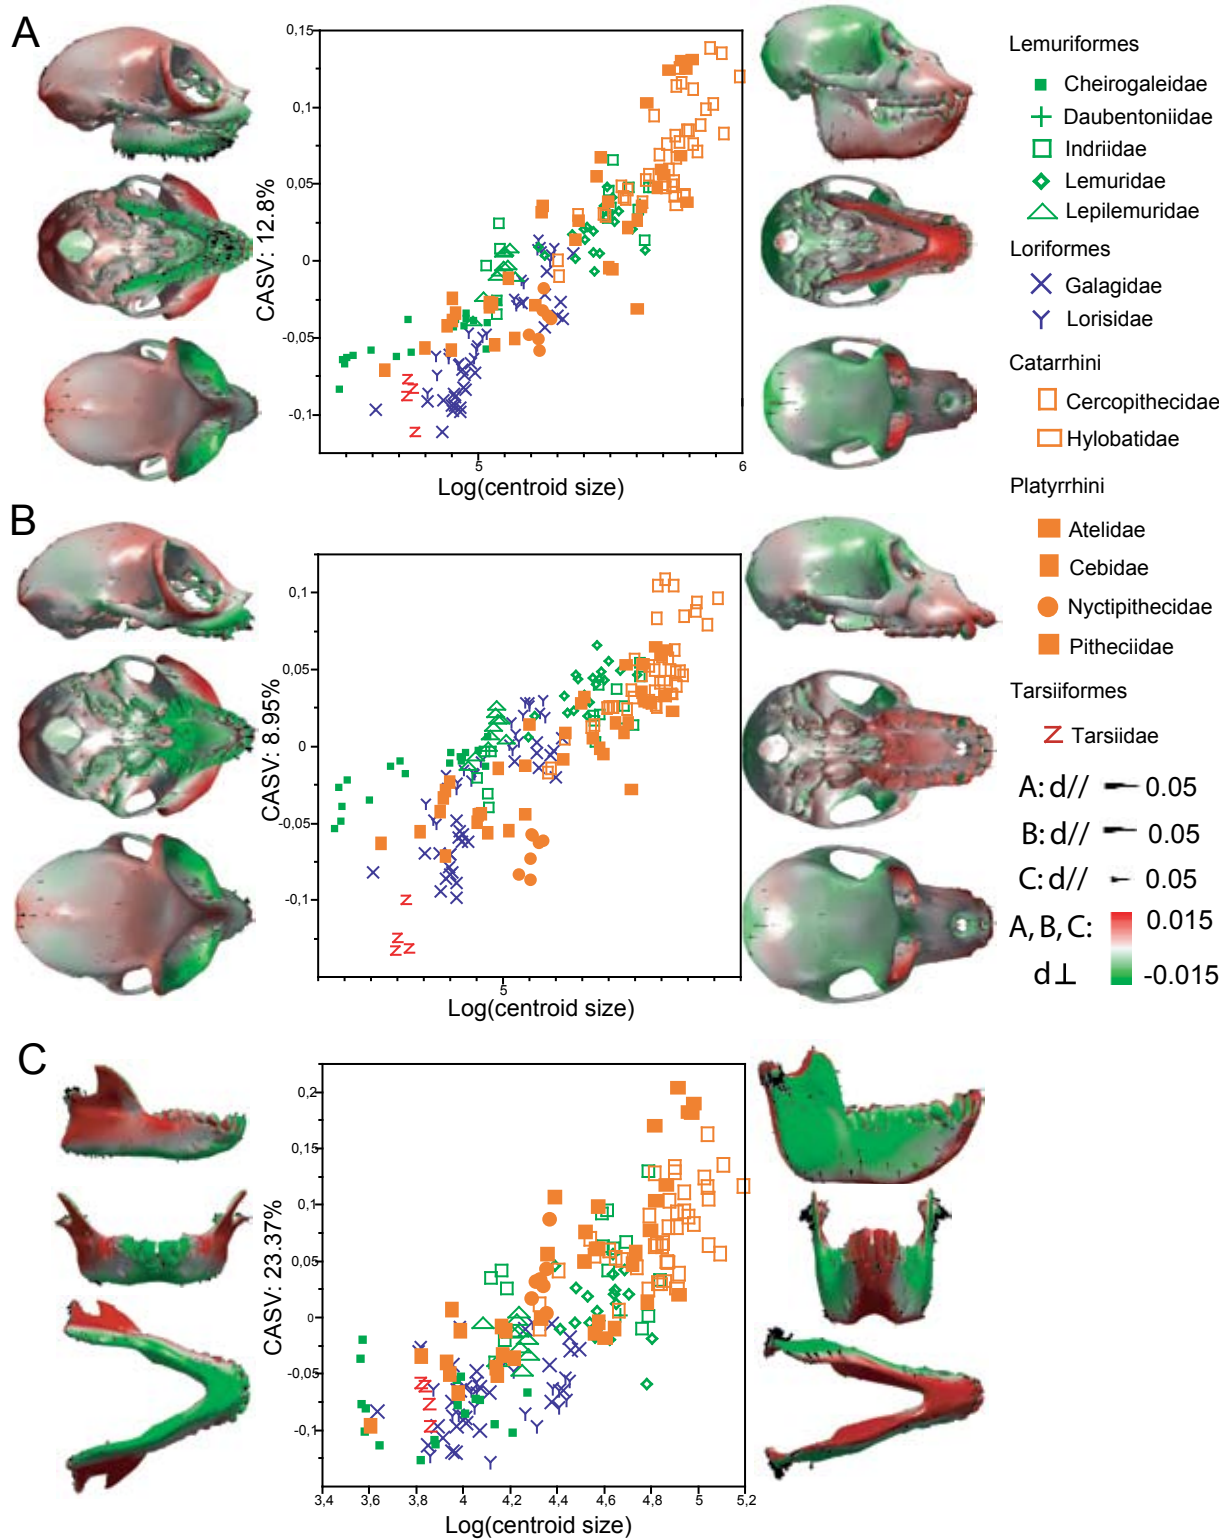 A
0,15
0,1
0,05
0
-0,05
-0,1
CASV: 12.8%
5
6
Log(centroid size)
B
0,1
0,05
0
-0,05
-0,1
CASV: 8.95%
5
Log(centroid size)
C
0,2
0,15
0,1
0,05
0
-0,05
-0,1
CASV: 23.37%
3,4
3,6
3,8
4
4,2
4,4
4,6
4,8
5
5,2
Log(centroid size)
Lemuriformes
Cheirogaleidae
Daubentoniidae
Indriidae
Lemuridae
Lepilemuridae
Loriformes
Galagidae
Lorisidae
Catarrhini
Cercopithecidae
Hylobatidae
Platyrrhini
Atelidae
Cebidae
Nyctipithecidae
Pitheciidae
Tarsiiformes
Tarsiidae
A: d// 0.05
B: d// 0.05
C: d// 0.05
A, B, C: 0.015
d⊥ -0.015